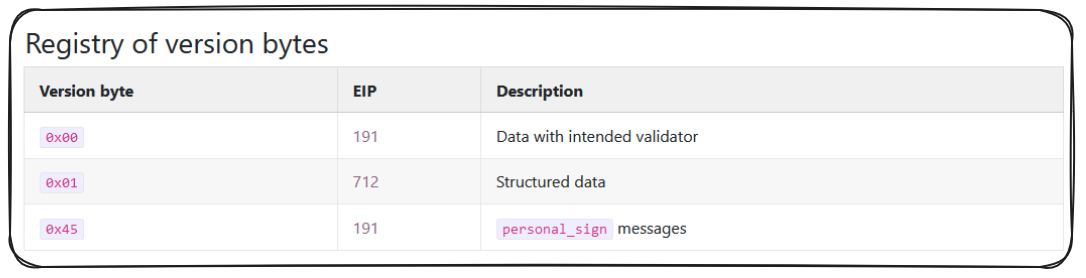 Registry of version bytes
Version byte EIP Description
0x00 191 Data with intended validator
0x01 712 Structured data
0x45 191 personal_sign messages